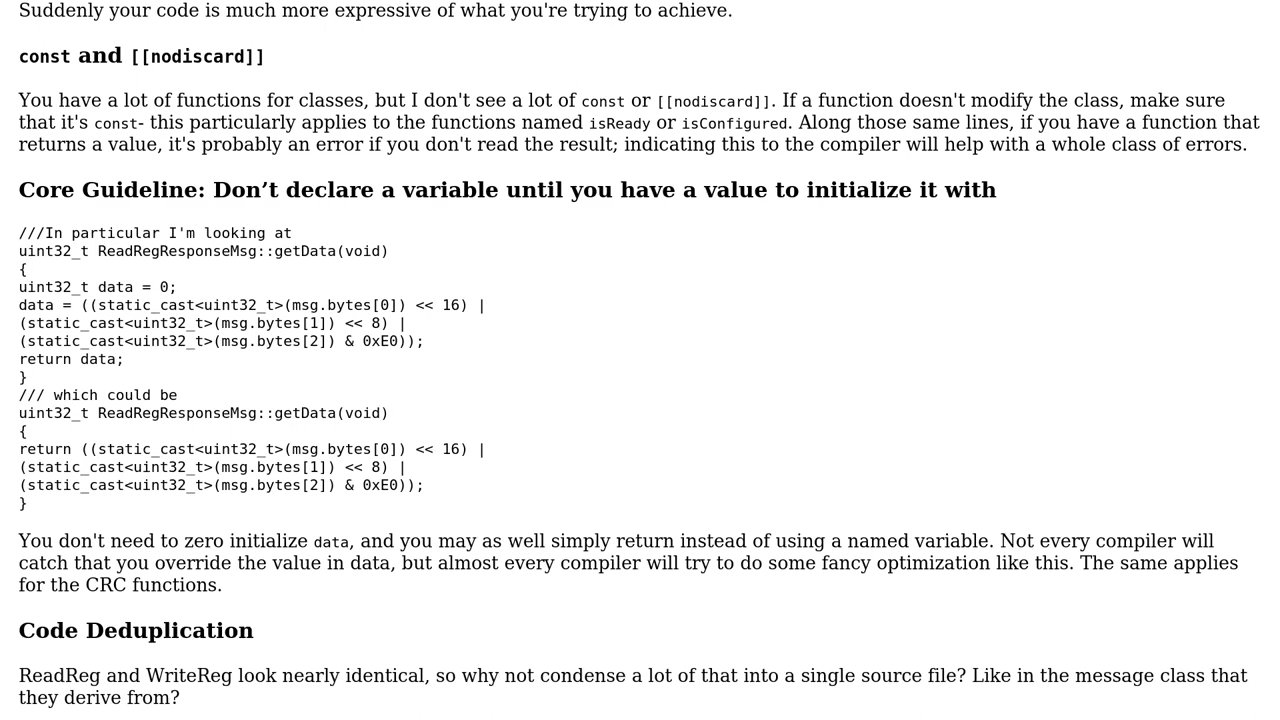 Suddenly your code is much more expressive of what you're trying to achieve.
const and [[nodiscard]]
You have a lot of functions for classes, but I don't see a lot of const or [[nodiscard]]. If a function doesn't modify the class, make sure
that it's const- this particularly applies to the functions named isReady or isConfigured. Along those same lines, if you have a function that
returns a value, it's probably an error if you don't read the result; indicating this to the compiler will help with a whole class of errors.
Core Guideline: Don’t declare a variable until you have a value to initialize it with
///In particular I'm looking at
uint32_t ReadRegResponseMsg::getData(void)
{
uint32_t data = 0;
data = ((static_cast<uint32_t>(msg.bytes[0]) << 16) |
(static_cast<uint32_t>(msg.bytes[1]) << 8) |
(static_cast<uint32_t>(msg.bytes[2]) & 0xE0));
return data;
}
/// which could be
uint32_t ReadRegResponseMsg::getData(void)
{
return ((static_cast<uint32_t>(msg.bytes[0]) << 16) |
(static_cast<uint32_t>(msg.bytes[1]) << 8) |
(static_cast<uint32_t>(msg.bytes[2]) & 0xE0));
}
You don't need to zero initialize data, and you may as well simply return instead of using a named variable. Not every compiler will
catch that you override the value in data, but almost every compiler will try to do some fancy optimization like this. The same applies
for the CRC functions.
Code Deduplication
ReadReg and WriteReg look nearly identical, so why not condense a lot of that into a single source file? Like in the message class that
they derive from?